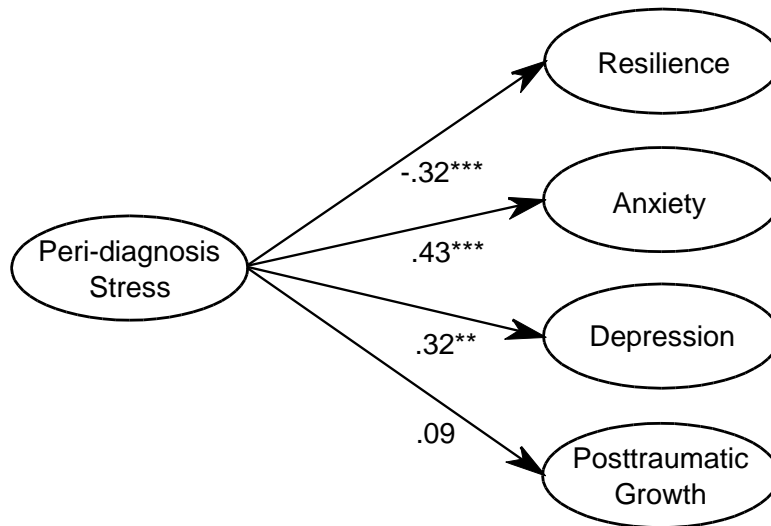 Resilience
-.32***
Anxiety
Peri-diagnosis
Stress
.43***
Depression
.32**
.09
Posttraumatic
Growth